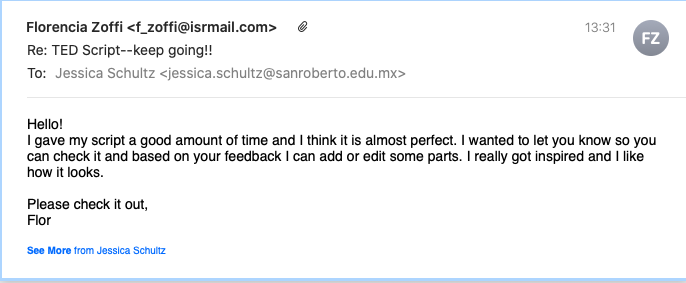 Florencia Zoffi <f_zoffi@isrmail.com>
13:31
FZ
Re: TED Script--keep going!!
To: Jessica Schultz <jessica.schultz@sanroberto.edu.mx>
Hello!
I gave my script a good amount of time and I think it is almost perfect. I wanted to let you know so you
can check it and based on your feedback I can add or edit some parts. I really got inspired and I like
how it looks.
Please check it out,
Flor
See More from Jessica Schultz